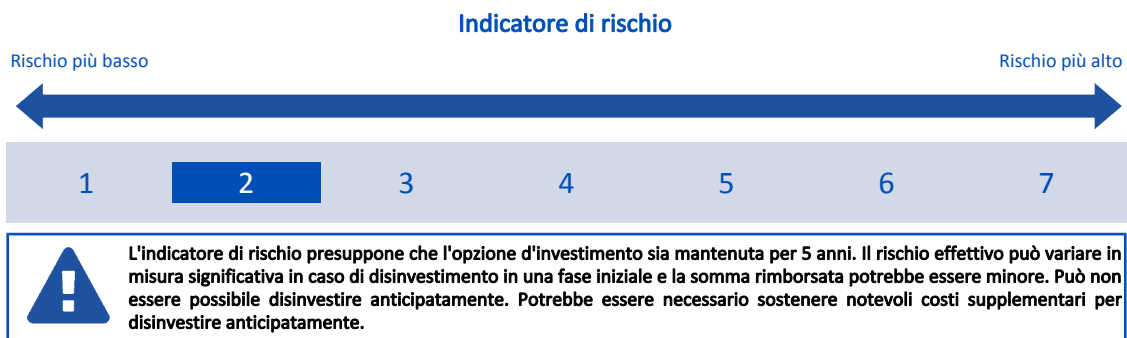 Indicatore di rischio
Rischio più basso
Rischio più alto
1 2 3 4 5 6 7
L'indicatore di rischio presuppone che l'opzione d'investimento sia mantenuta per 5 anni. Il rischio effettivo può variare in
misura significativa in caso di disinvestimento in una fase iniziale e la somma rimborsata potrebbe essere minore. Può non
essere possibile disinvestire anticipatamente. Potrebbe essere necessario sostenere notevoli costi supplementari per
disinvestire anticipatamente.